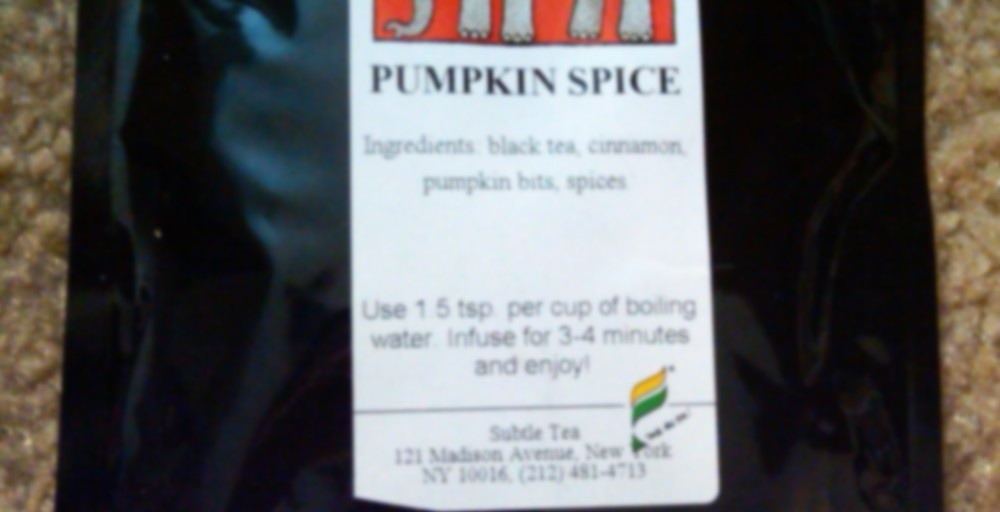 PUMPKIN SPICE
Ingredients: black tea, cinnamon,
pumpkin bits, spices.
Use 1.5 tsp. per cup of boiling
water. Infuse for 3-4 minutes
and enjoy!
Subtle Tea
121 Madison Avenue, New York
NY 10016, (212) 481-4713